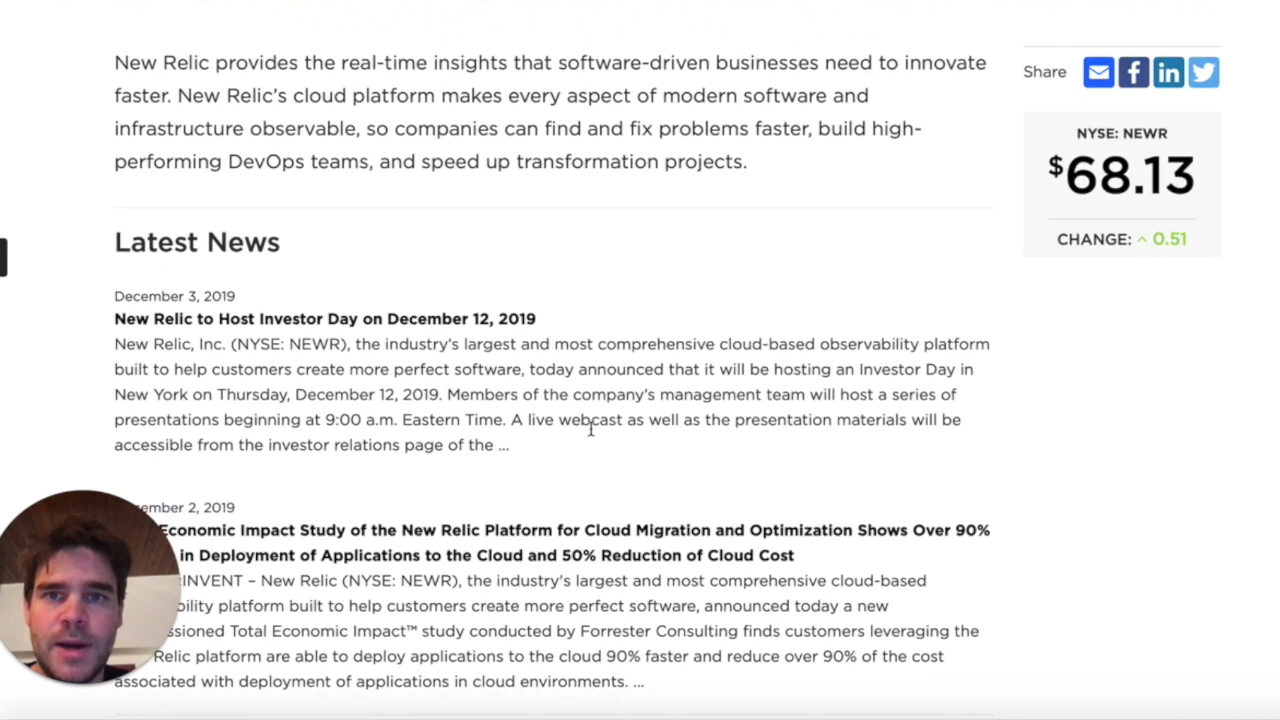 New Relic provides the real-time insights that software-driven businesses need to innovate
faster. New Relic’s cloud platform makes every aspect of modern software and
infrastructure observable, so companies can find and fix problems faster, build high-
performing DevOps teams, and speed up transformation projects.
Share
NYSE: NEWR
$68.13
CHANGE: ^ 0.51
Latest News
December 3, 2019
New Relic to Host Investor Day on December 12, 2019
New Relic, Inc. (NYSE: NEWR), the industry’s largest and most comprehensive cloud-based observability platform
built to help customers create more perfect software, today announced that it will be hosting an Investor Day in
New York on Thursday, December 12, 2019. Members of the company’s management team will host a series of
presentations beginning at 9:00 a.m. Eastern Time. A live webcast as well as the presentation materials will be
accessible from the investor relations page of the ...
ember 2, 2019
Economic Impact Study of the New Relic Platform for Cloud Migration and Optimization Shows Over 90%
in Deployment of Applications to the Cloud and 50% Reduction of Cloud Cost
:INVENT – New Relic (NYSE: NEWR), the industry’s largest and most comprehensive cloud-based
bility platform built to help customers create more perfect software, announced today a new
ssioned Total Economic Impact™ study conducted by Forrester Consulting finds customers leveraging the
Relic platform are able to deploy applications to the cloud 90% faster and reduce over 90% of the cost
associated with deployment of applications in cloud environments. ...